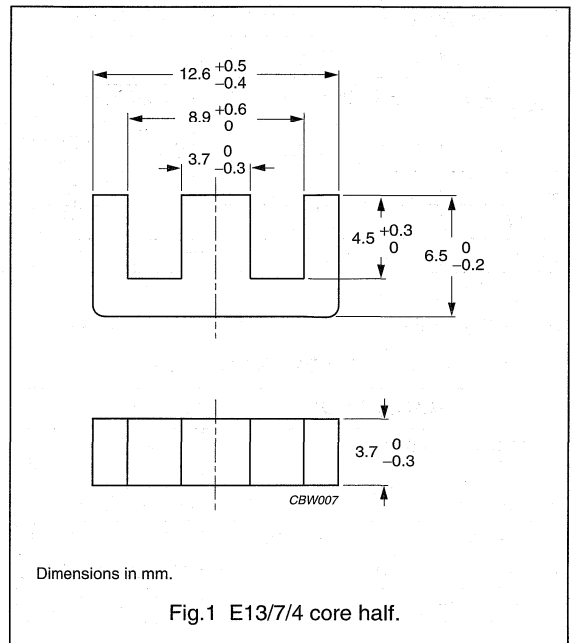 12.6 +0.5 −0.4
8.9 +0.6 0
3.7 0 −0.3
4.5 +0.3 0
6.5 0 −0.2
3.7 0 −0.3
CBW007
Dimensions in mm.
Fig.1 E13/7/4 core half.